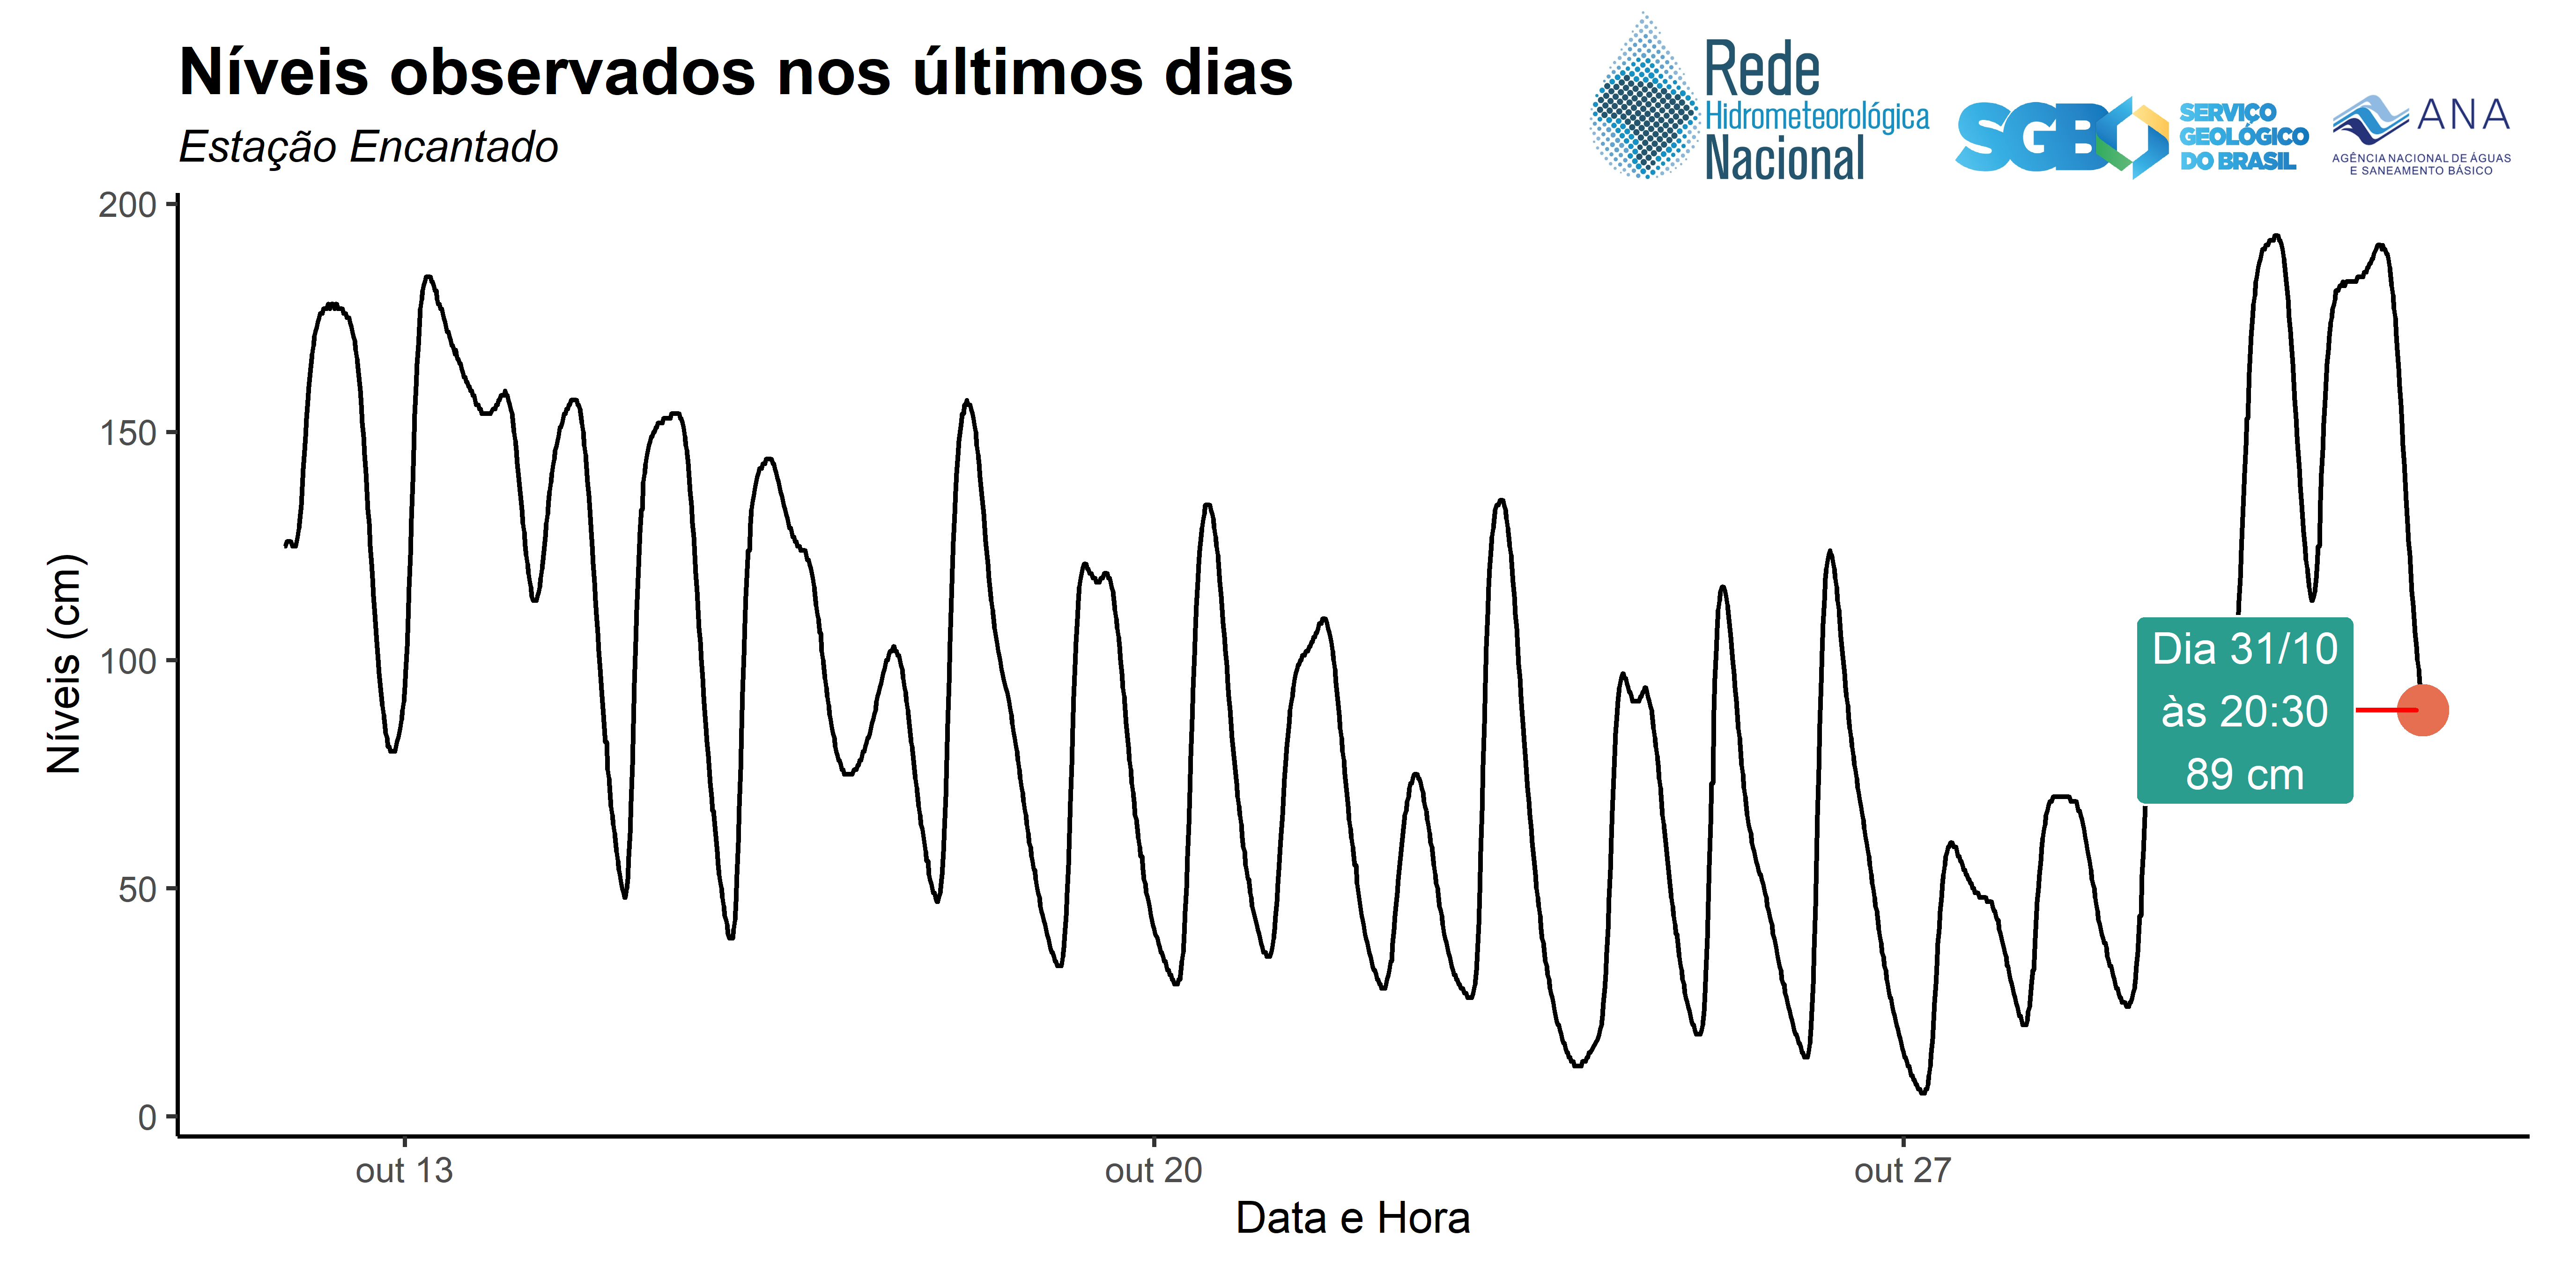 Níveis observados nos últimos dias
Estação Encantado
Rede
Hidrometeorológica
Nacional
SGB
SERVIÇO
GEOLÓGICO
DO BRASIL
ANA
AGÊNCIA NACIONAL DE ÁGUAS
E SANEAMENTO BÁSICO
Níveis (cm)
200
150
100
50
0
Dia 31/10
às 20:30
89 cm
out 13
out 20
out 27
Data e Hora